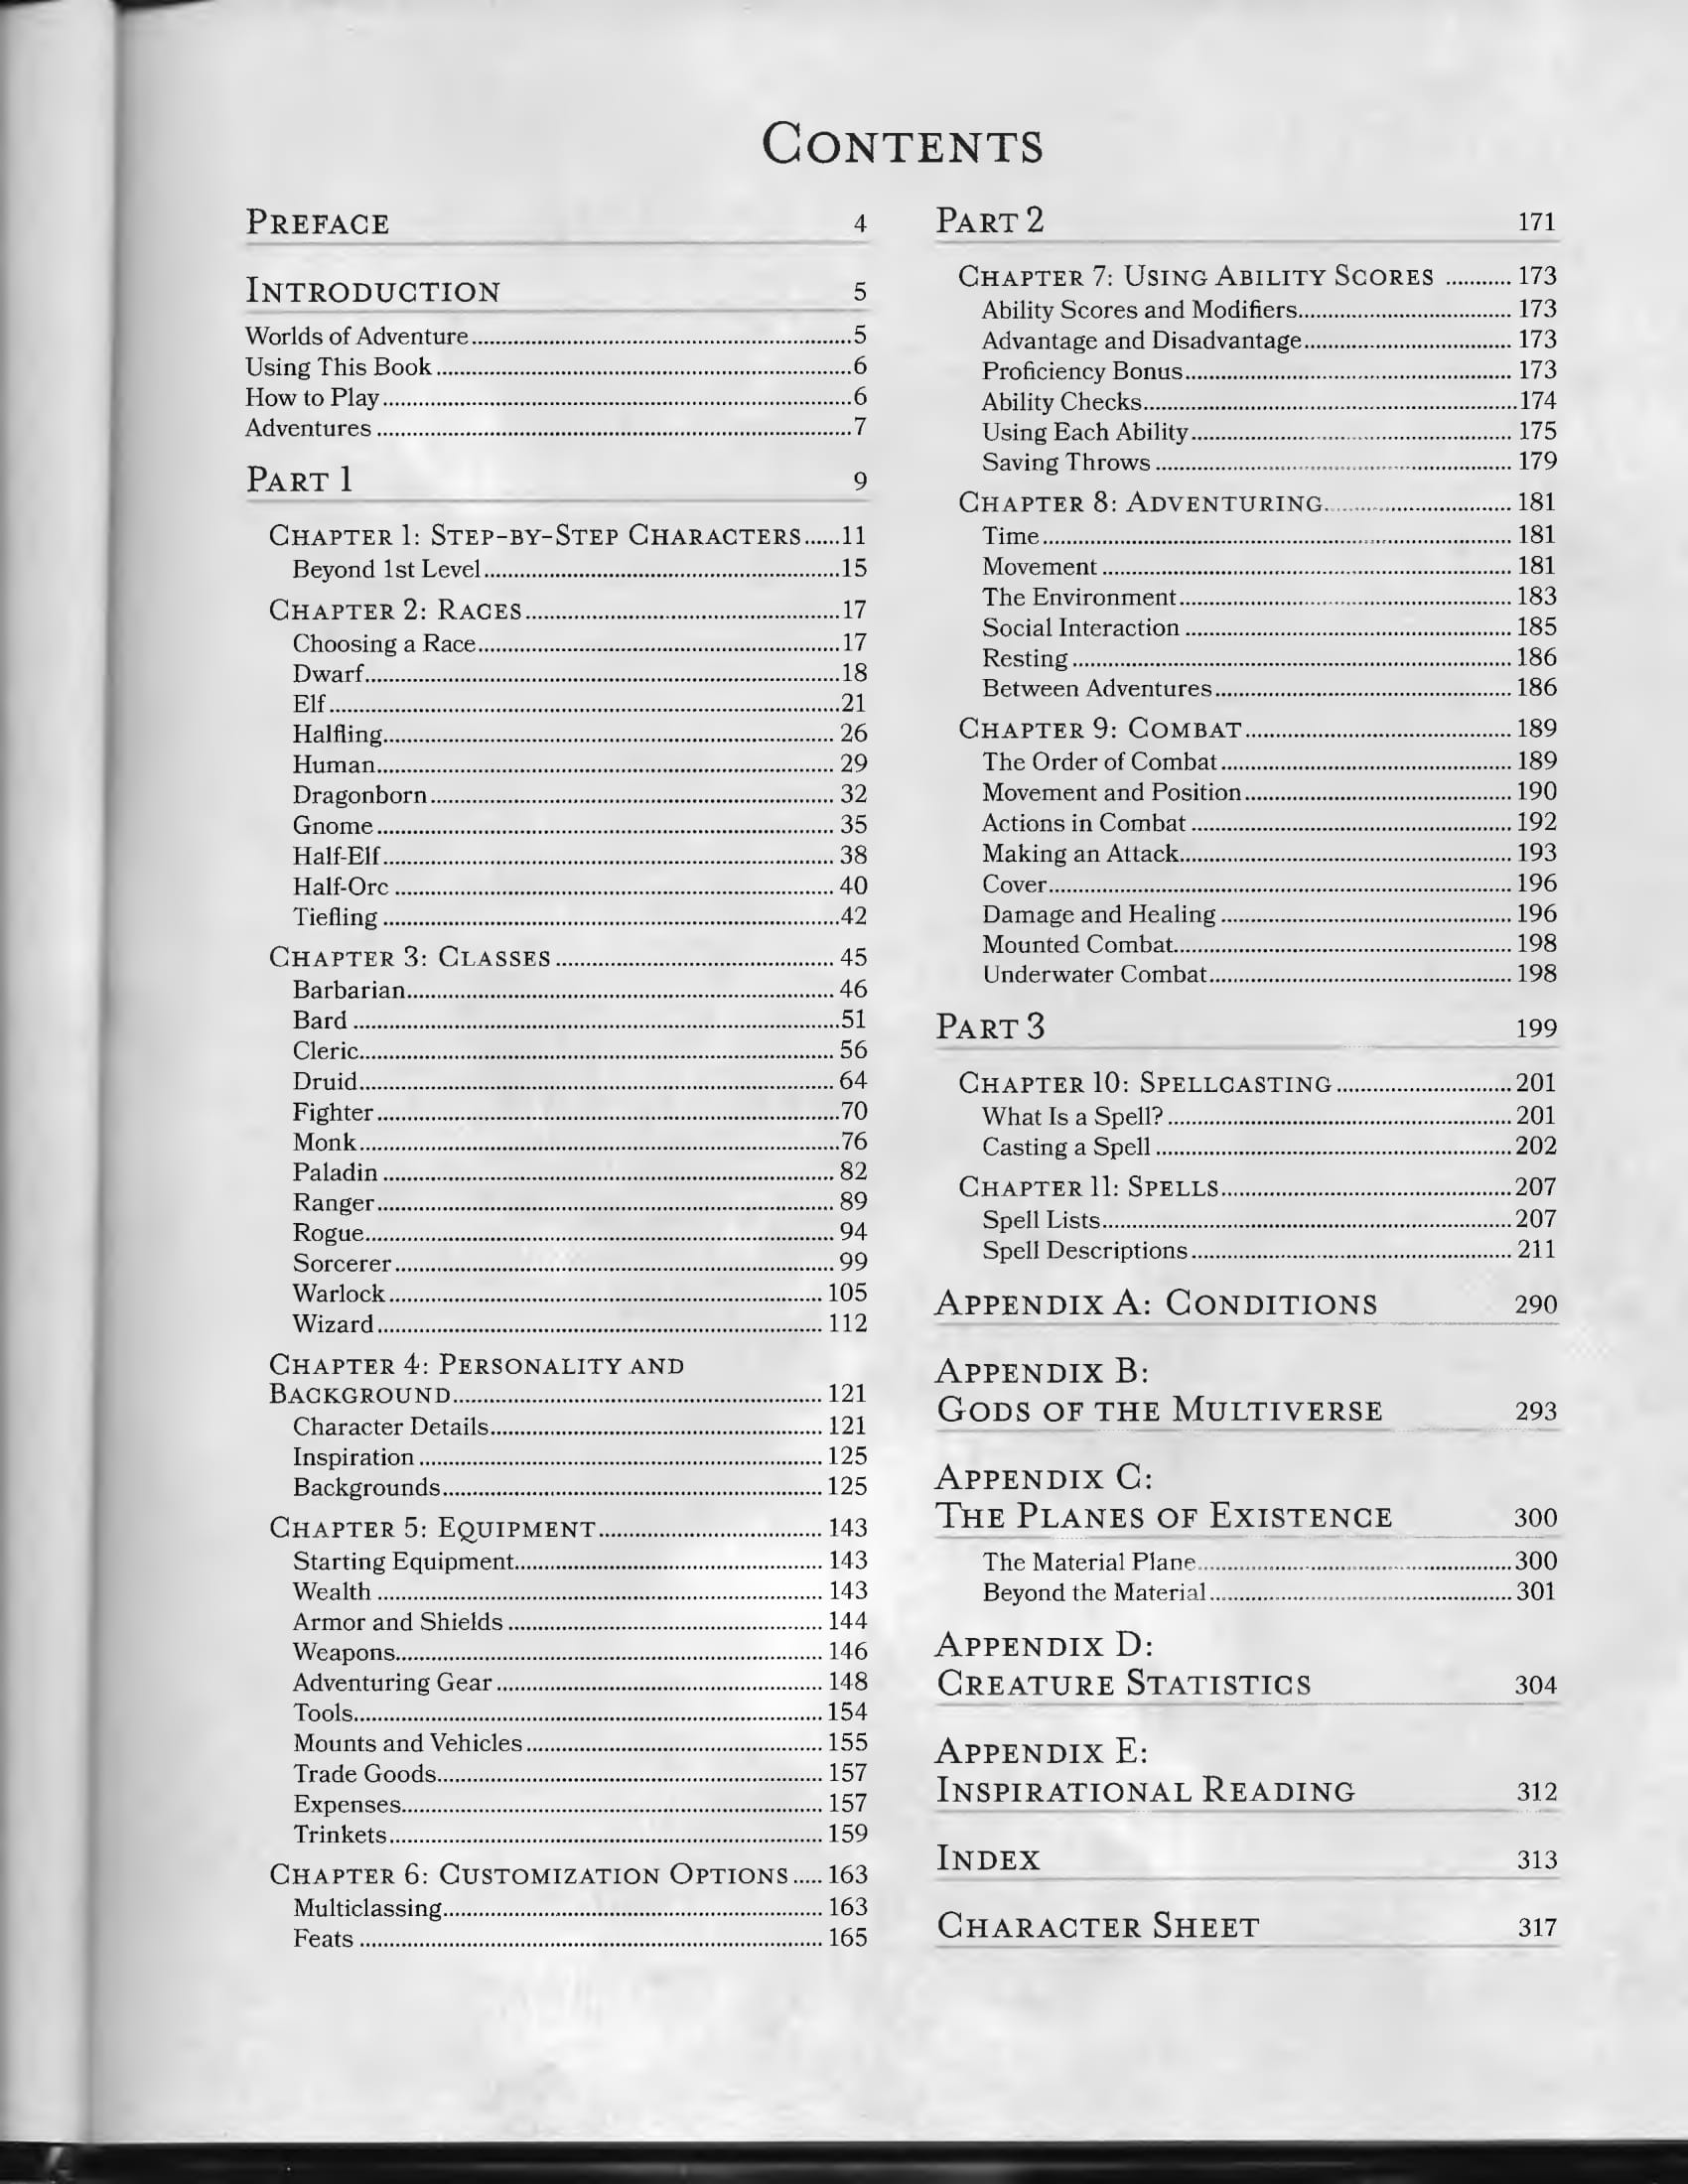 CONTENTS
PREFACE 4
INTRODUCTION 5
Worlds of Adventure 5
Using This Book 6
How to Play 6
Adventures 7
PART 1 9
CHAPTER 1: STEP-BY-STEP CHARACTERS 11
Beyond 1st Level 15
CHAPTER 2: RACES 17
Choosing a Race 17
Dwarf 18
Elf 21
Halfling 26
Human 29
Dragonborn 32
Gnome 35
Half-Elf 38
Half-Orc 40
Tiefling 42
CHAPTER 3: CLASSES 45
Barbarian 46
Bard 51
Cleric 56
Druid 64
Fighter 70
Monk 76
Paladin 82
Ranger 89
Rogue 94
Sorcerer 99
Warlock 105
Wizard 112
CHAPTER 4: PERSONALITY AND
BACKGROUND 121
Character Details 121
Inspiration 125
Backgrounds 125
CHAPTER 5: EQUIPMENT 143
Starting Equipment 143
Wealth 143
Armor and Shields 144
Weapons 146
Adventuring Gear 148
Tools 154
Mounts and Vehicles 155
Trade Goods 157
Expenses 157
Trinkets 159
CHAPTER 6: CUSTOMIZATION OPTIONS 163
Multiclassing 163
Feats 165
PART 2 171
CHAPTER 7: USING ABILITY SCORES 173
Ability Scores and Modifiers 173
Advantage and Disadvantage 173
Proficiency Bonus 173
Ability Checks 174
Using Each Ability 175
Saving Throws 179
CHAPTER 8: ADVENTURING 181
Time 181
Movement 181
The Environment 183
Social Interaction 185
Resting 186
Between Adventures 186
CHAPTER 9: COMBAT 189
The Order of Combat 189
Movement and Position 190
Actions in Combat 192
Making an Attack 193
Cover 196
Damage and Healing 196
Mounted Combat 198
Underwater Combat 198
PART 3 199
CHAPTER 10: SPELLCASTING 201
What Is a Spell? 201
Casting a Spell 202
CHAPTER 11: SPELLS 207
Spell Lists 207
Spell Descriptions 211
APPENDIX A: CONDITIONS 290
APPENDIX B:
GODS OF THE MULTIVERSE 293
APPENDIX C:
THE PLANES OF EXISTENCE 300
The Material Plane 300
Beyond the Material 301
APPENDIX D:
CREATURE STATISTICS 304
APPENDIX E:
INSPIRATIONAL READING 312
INDEX 313
CHARACTER SHEET 317